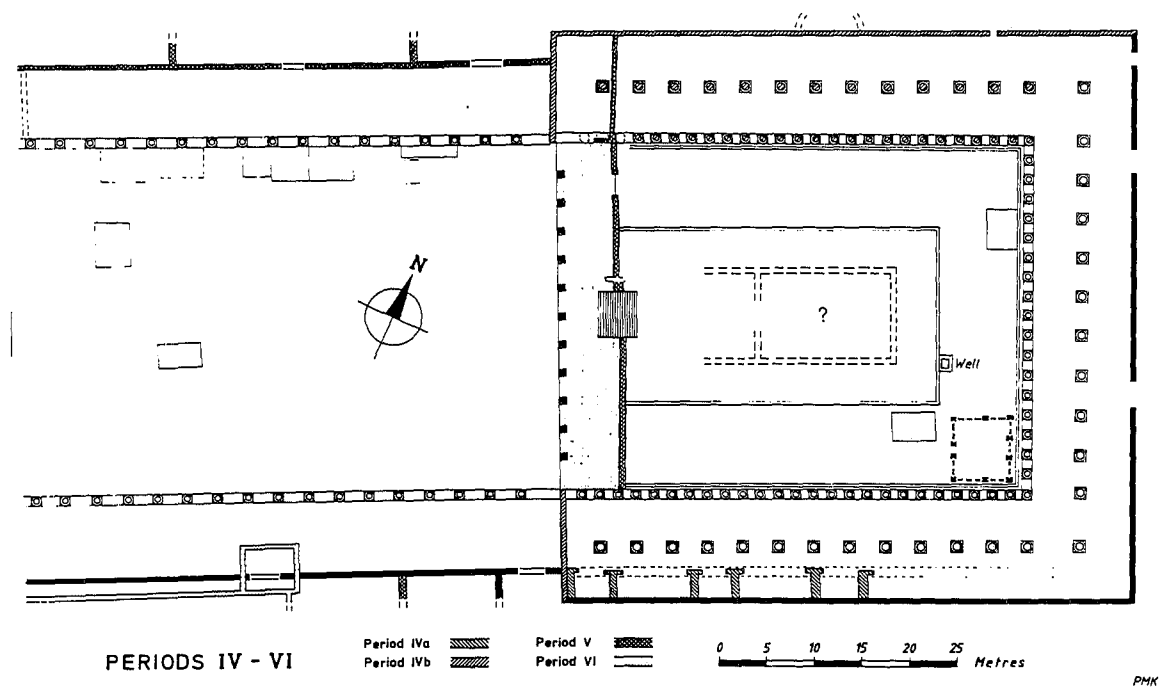 N
?
Well
PERIODS IV - VI
Period IVa
Period IVb
Period V
Period VI
0 5 10 15 20 25 Metres
PMK